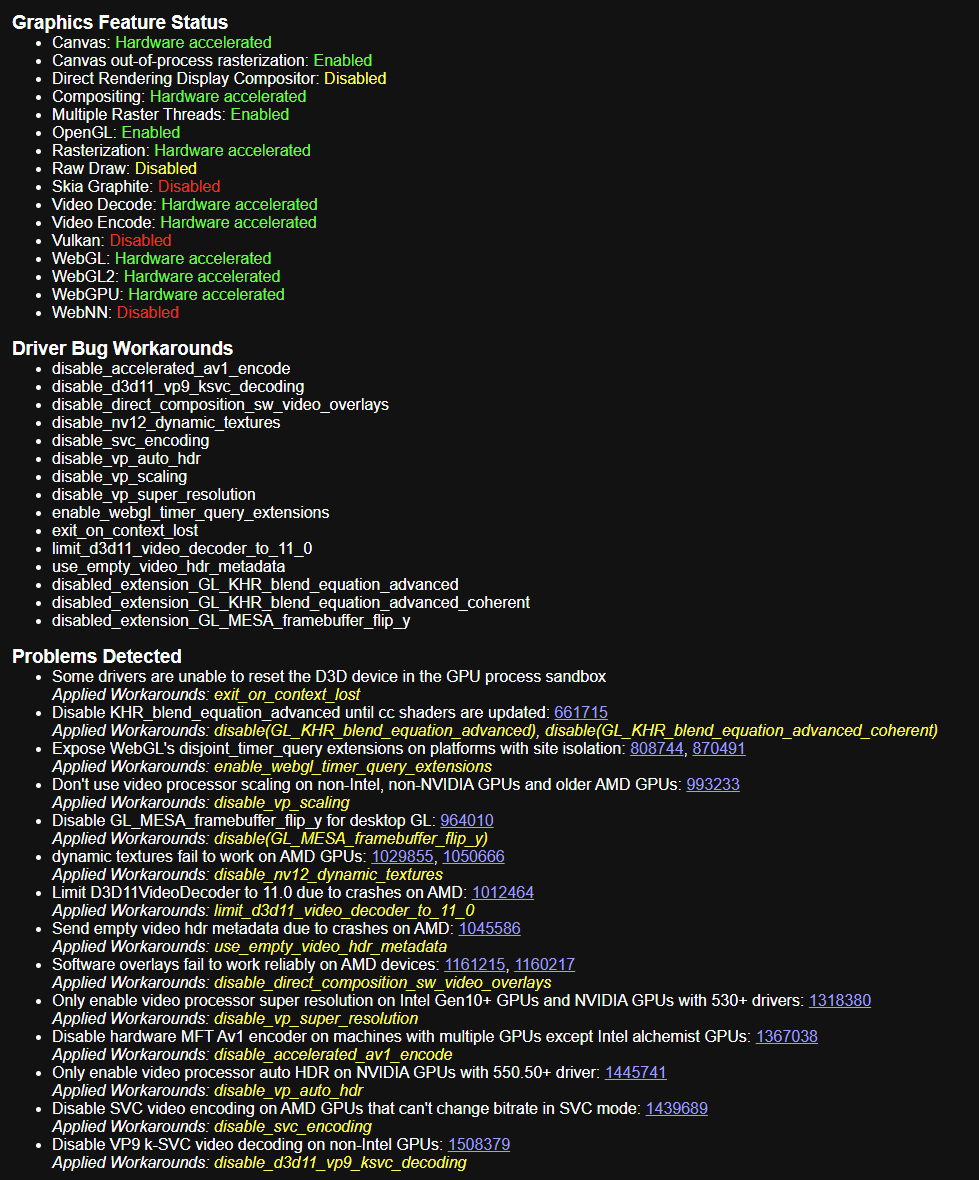 Graphics Feature Status
Canvas: Hardware accelerated
Canvas out-of-process rasterization: Enabled
Direct Rendering Display Compositor: Disabled
Compositing: Hardware accelerated
Multiple Raster Threads: Enabled
OpenGL: Enabled
Rasterization: Hardware accelerated
Raw Draw: Disabled
Skia Graphite: Disabled
Video Decode: Hardware accelerated
Video Encode: Hardware accelerated
Vulkan: Disabled
WebGL: Hardware accelerated
WebGL2: Hardware accelerated
WebGPU: Hardware accelerated
WebNN: Disabled
Driver Bug Workarounds
disable_accelerated_av1_encode
disable_d3d11_vp9_ksvc_decoding
disable_direct_composition_sw_video_overlays
disable_nv12_dynamic_textures
disable_svc_encoding
disable_vp_auto_hdr
disable_vp_scaling
disable_vp_super_resolution
enable_webgl_timer_query_extensions
exit_on_context_lost
limit_d3d11_video_decoder_to_11_0
use_empty_video_hdr_metadata
disabled_extension_GL_KHR_blend_equation_advanced
disabled_extension_GL_KHR_blend_equation_advanced_coherent
disabled_extension_GL_MESA_framebuffer_flip_y
Problems Detected
Some drivers are unable to reset the D3D device in the GPU process sandbox
Applied Workarounds: exit_on_context_lost
Disable KHR_blend_equation_advanced until cc shaders are updated: 661715
Applied Workarounds: disable(GL_KHR_blend_equation_advanced), disable(GL_KHR_blend_equation_advanced_coherent)
Expose WebGL's disjoint_timer_query extensions on platforms with site isolation: 808744, 870491
Applied Workarounds: enable_webgl_timer_query_extensions
Don't use video processor scaling on non-Intel, non-NVIDIA GPUs and older AMD GPUs: 993233
Applied Workarounds: disable_vp_scaling
Disable GL_MESA_framebuffer_flip_y for desktop GL: 964010
Applied Workarounds: disable(GL_MESA_framebuffer_flip_y)
dynamic textures fail to work on AMD GPUs: 1029855, 1050666
Applied Workarounds: disable_nv12_dynamic_textures
Limit D3D11VideoDecoder to 11.0 due to crashes on AMD: 1012464
Applied Workarounds: limit_d3d11_video_decoder_to_11_0
Send empty video hdr metadata due to crashes on AMD: 1045586
Applied Workarounds: use_empty_video_hdr_metadata
Software overlays fail to work reliably on AMD devices: 1161215, 1160217
Applied Workarounds: disable_direct_composition_sw_video_overlays
Only enable video processor super resolution on Intel Gen10+ GPUs and NVIDIA GPUs with 530+ drivers: 1318380
Applied Workarounds: disable_vp_super_resolution
Disable hardware MFT Av1 encoder on machines with multiple GPUs except Intel alchemist GPUs: 1367038
Applied Workarounds: disable_accelerated_av1_encode
Only enable video processor auto HDR on NVIDIA GPUs with 550.50+ driver: 1445741
Applied Workarounds: disable_vp_auto_hdr
Disable SVC video encoding on AMD GPUs that can't change bitrate in SVC mode: 1439689
Applied Workarounds: disable_svc_encoding
Disable VP9 k-SVC video decoding on non-Intel GPUs: 1508379
Applied Workarounds: disable_d3d11_vp9_ksvc_decoding